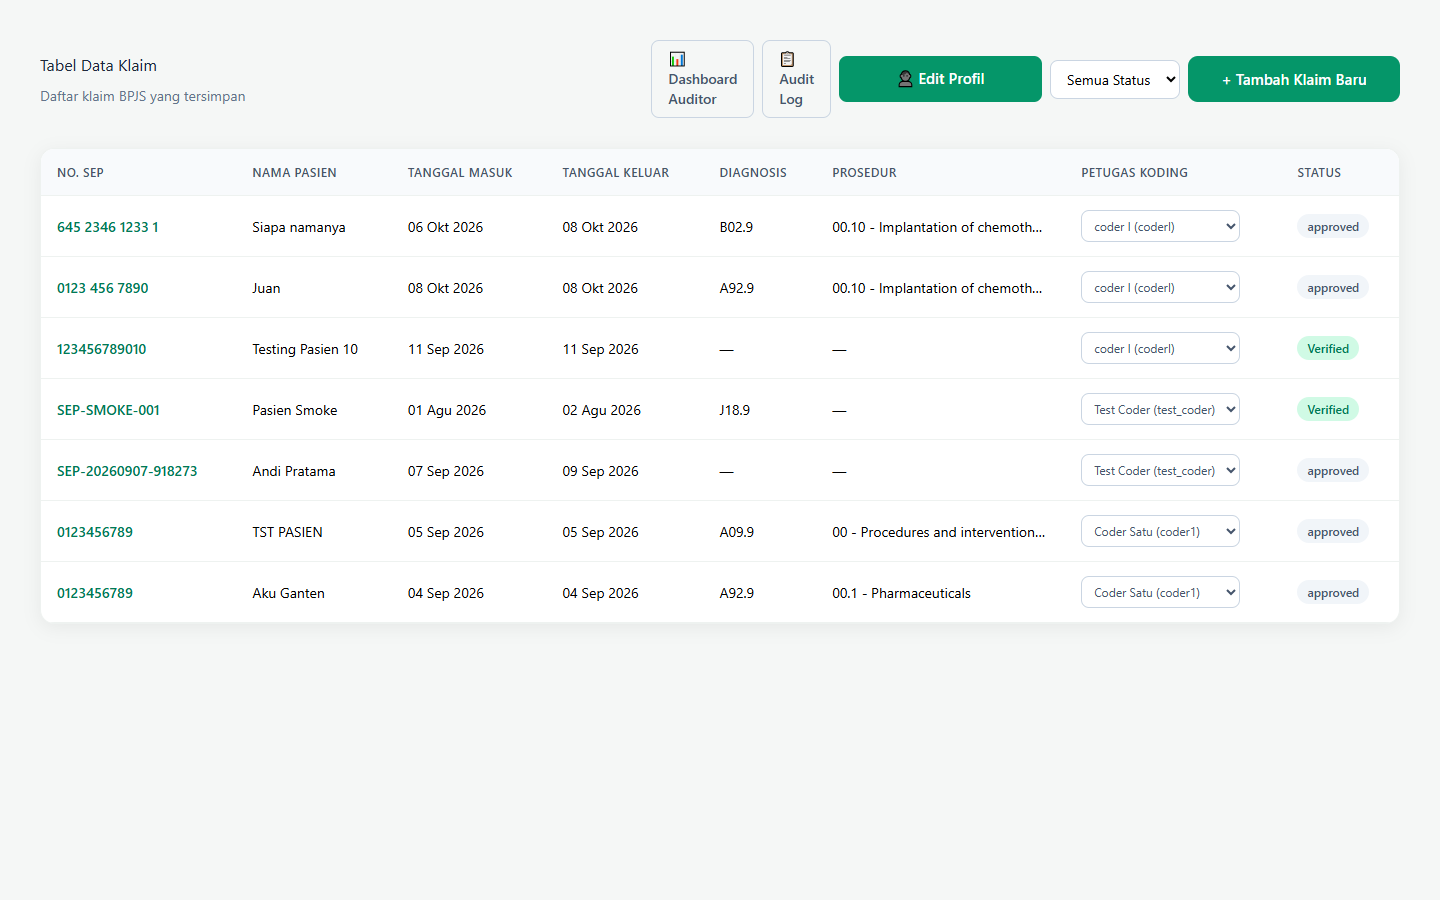 Tabel Data Klaim
Daftar klaim BPJS yang tersimpan
Dashboard
Auditor
Audit
Log
Edit Profil
Semua Status
+ Tambah Klaim Baru
NO. SEP NAMA PASIEN TANGGAL MASUK TANGGAL KELUAR DIAGNOSIS PROSEDUR PETUGAS KODING STATUS
645 2346 1233 1 Siapa namanya 06 Okt 2026 08 Okt 2026 B02.9 00.10 - Implantation of chemoth... coder I (coderI) approved
0123 456 7890 Juan 08 Okt 2026 08 Okt 2026 A92.9 00.10 - Implantation of chemoth... coder I (coderI) approved
123456789010 Testing Pasien 10 11 Sep 2026 11 Sep 2026 — — coder I (coderI) Verified
SEP-SMOKE-001 Pasien Smoke 01 Agu 2026 02 Agu 2026 J18.9 — Test Coder (test_coder) Verified
SEP-20260907-918273 Andi Pratama 07 Sep 2026 09 Sep 2026 — — Test Coder (test_coder) approved
0123456789 TST PASIEN 05 Sep 2026 05 Sep 2026 A09.9 00 - Procedures and intervention... Coder Satu (coder1) approved
0123456789 Aku Ganten 04 Sep 2026 04 Sep 2026 A92.9 00.1 - Pharmaceuticals Coder Satu (coder1) approved